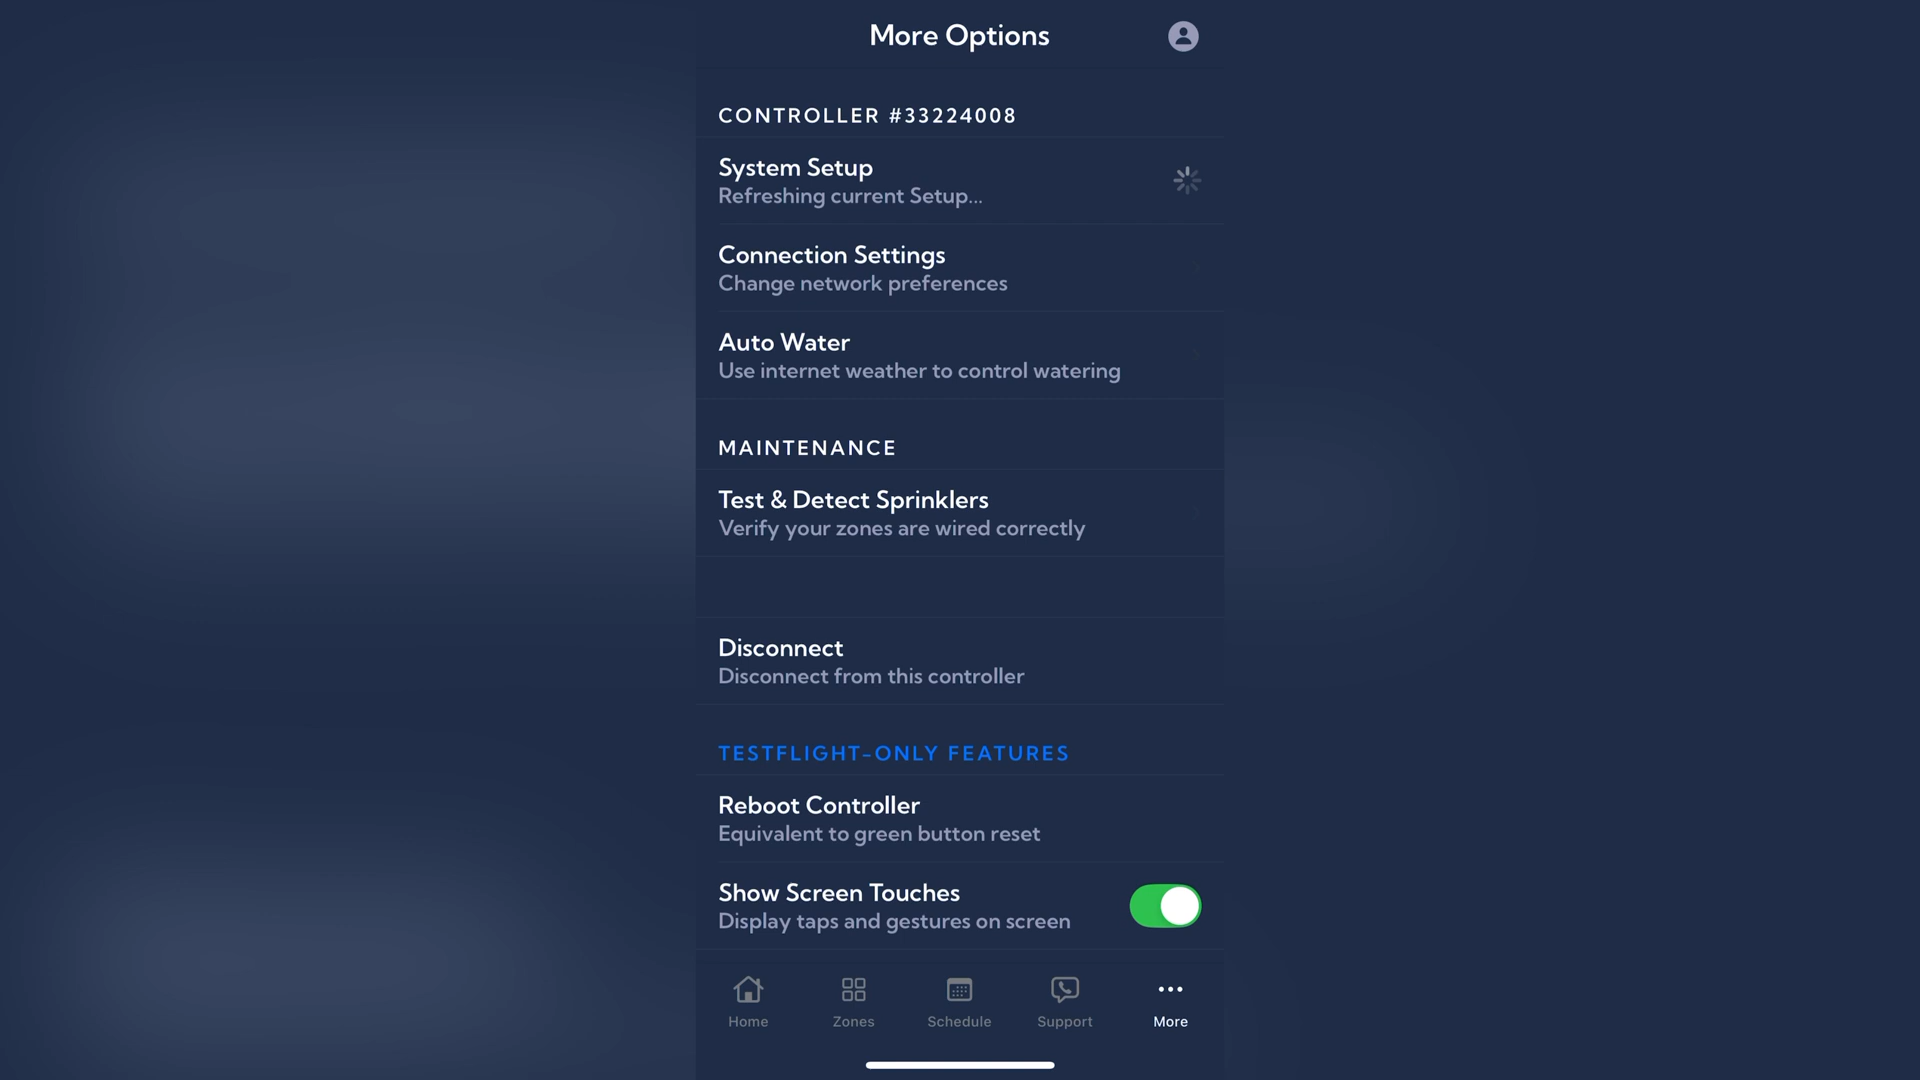 More Options
CONTROLLER #33224008
System Setup
Refreshing current Setup...
Connection Settings
Change network preferences
Auto Water
Use internet weather to control watering
MAINTENANCE
Test & Detect Sprinklers
Verify your zones are wired correctly
Disconnect
Disconnect from this controller
TESTFLIGHT-ONLY FEATURES
Reboot Controller
Equivalent to green button reset
Show Screen Touches
Display taps and gestures on screen
Home Zones Schedule Support More